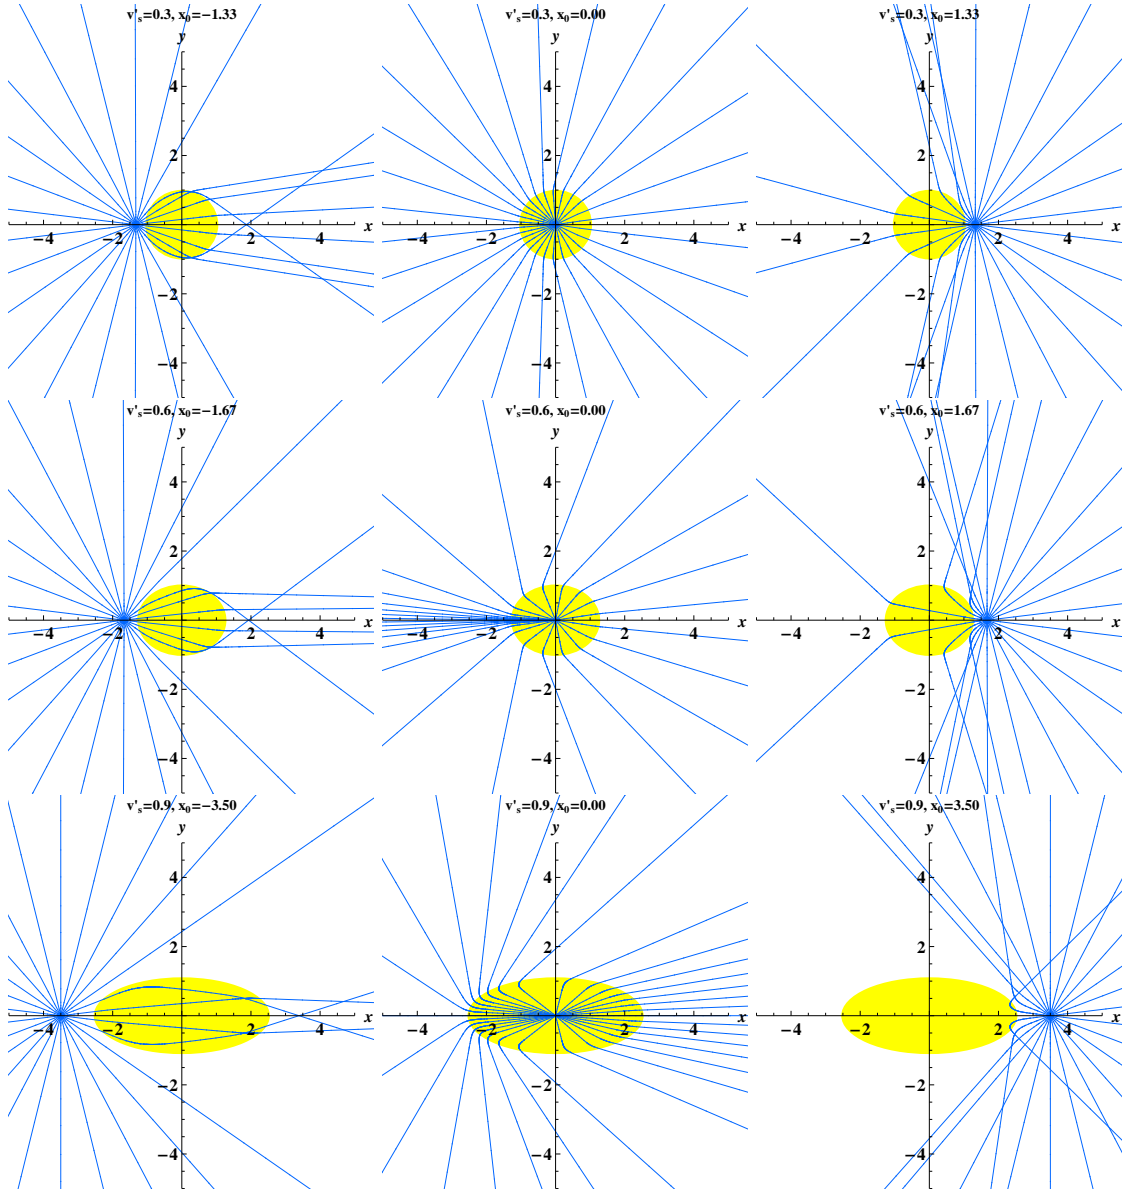 v's=0.3, x0=−1.33
y
4
2
−4 −2 2 4 x
−2
−4
v's=0.3, x0=0.00
y
4
2
−4 −2 2 4 x
−2
−4
v's=0.3, x0=1.33
y
4
2
−4 −2 2 4 x
−2
−4
v's=0.6, x0=−1.67
y
4
2
−4 −2 2 4 x
−2
−4
v's=0.6, x0=0.00
y
4
2
−4 −2 2 4 x
−2
−4
v's=0.6, x0=1.67
y
4
2
−4 −2 2 4 x
−2
−4
v's=0.9, x0=−3.50
y
4
2
−4 −2 2 4 x
−2
−4
v's=0.9, x0=0.00
y
4
2
−4 −2 2 4 x
−2
−4
v's=0.9, x0=3.50
y
4
2
−4 −2 2 4 x
−2
−4